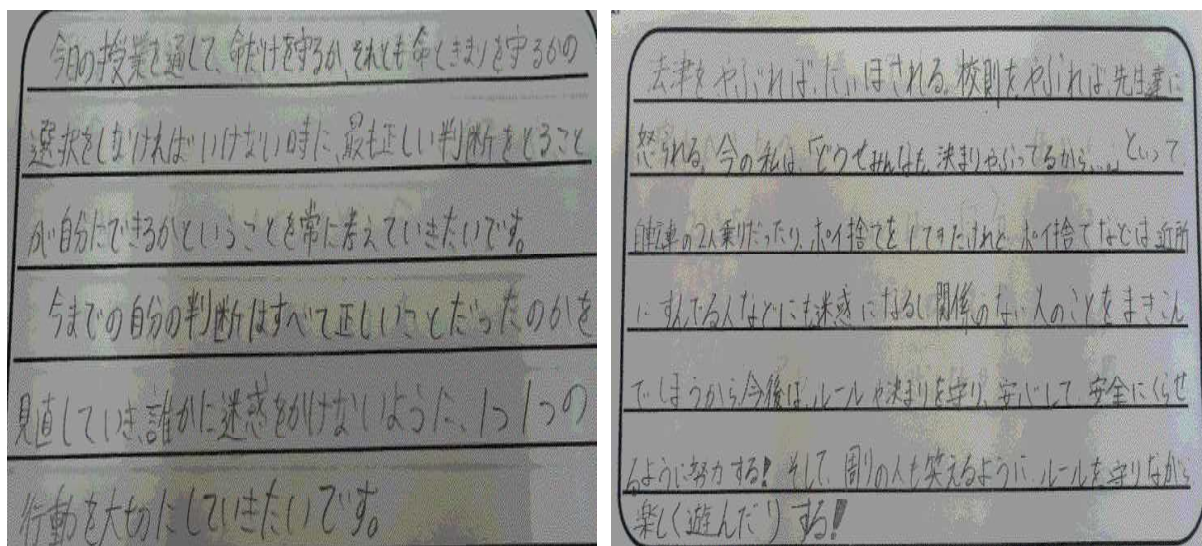 今日の授業を通して、命だけを守るか、それとも命ときまりを守るかの
選択をしなければいけない時に、最も正しい判断をとること
が自分にできるかということを常に考えていきたいです。
今までの自分の判断はすべて正しいことだったのかを
見直していき、誰かに迷惑をかけないように、1つ1つの
行動を大切にしていきたいです。
法津をやぶれば、たいほされる。校則をやぶれば、先生達に
怒られる。今の私は、「どうせみんなも、決まりやぶってるから…。」といって
自転車の2人乗りだったり、ポイ捨てをしてきたけれど、ポイ捨てなどは近所
にすんでる人などにも迷惑になるし関係のない人のことをまきこん
でしまうから、今後は、ルールや決まりを守り、安心して、安全にくらせ
るように努力する！そして、周りの人も笑えるように、ルールを守りながら
楽しく遊んだりする！